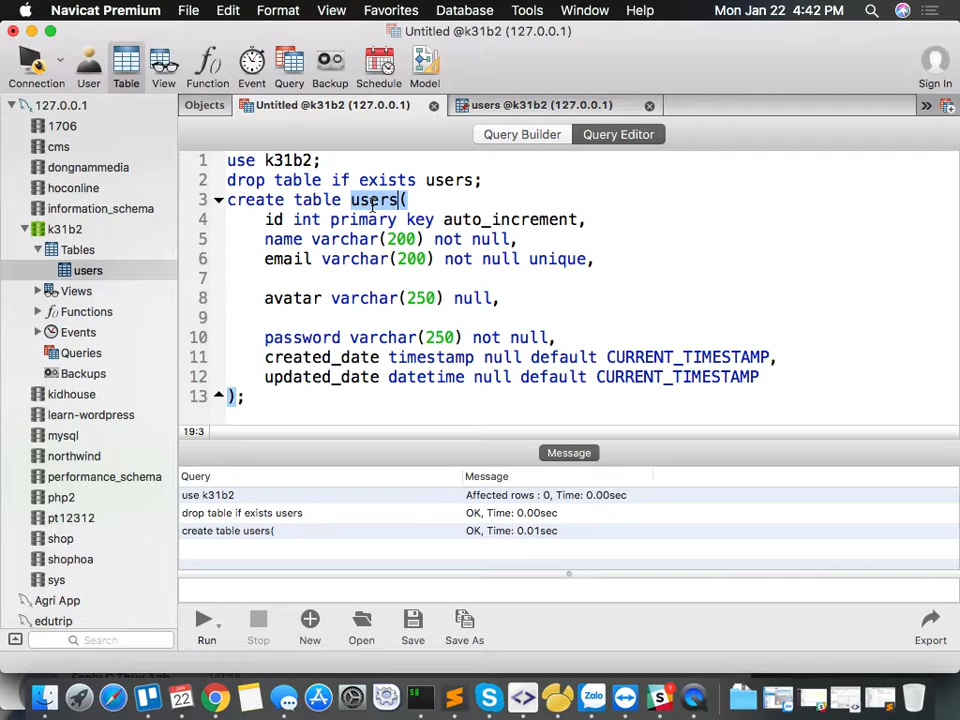 Navicat Premium File Edit Format View Favorites Database Tools Window Help Mon Jan 22 4:42 PM
Untitled @k31b2 (127.0.0.1)
Connection User Table View Function Event Query Backup Schedule Model Sign In
127.0.0.1
1706
cms
dongnammedia
hoconline
information_schema
k31b2
Tables
users
Views
Functions
Events
Queries
Backups
kidhouse
learn-wordpress
mysql
northwind
performance_schema
php2
pt12312
shop
shophoa
sys
Agri App
edutrip
Search
Objects Untitled @k31b2 (127.0.0.1) users @k31b2 (127.0.0.1) »
Query Builder Query Editor
1 use k31b2;
2 drop table if exists users;
3 create table users(
4 id int primary key auto_increment,
5 name varchar(200) not null,
6 email varchar(200) not null unique,
7
8 avatar varchar(250) null,
9
10 password varchar(250) not null,
11 created_date timestamp null default CURRENT_TIMESTAMP,
12 updated_date datetime null default CURRENT_TIMESTAMP
13 );
19:3
Message
Query Message
use k31b2 Affected rows : 0, Time: 0.00sec
drop table if exists users OK, Time: 0.00sec
create table users( OK, Time: 0.01sec
Run Stop New Open Save Save As Export